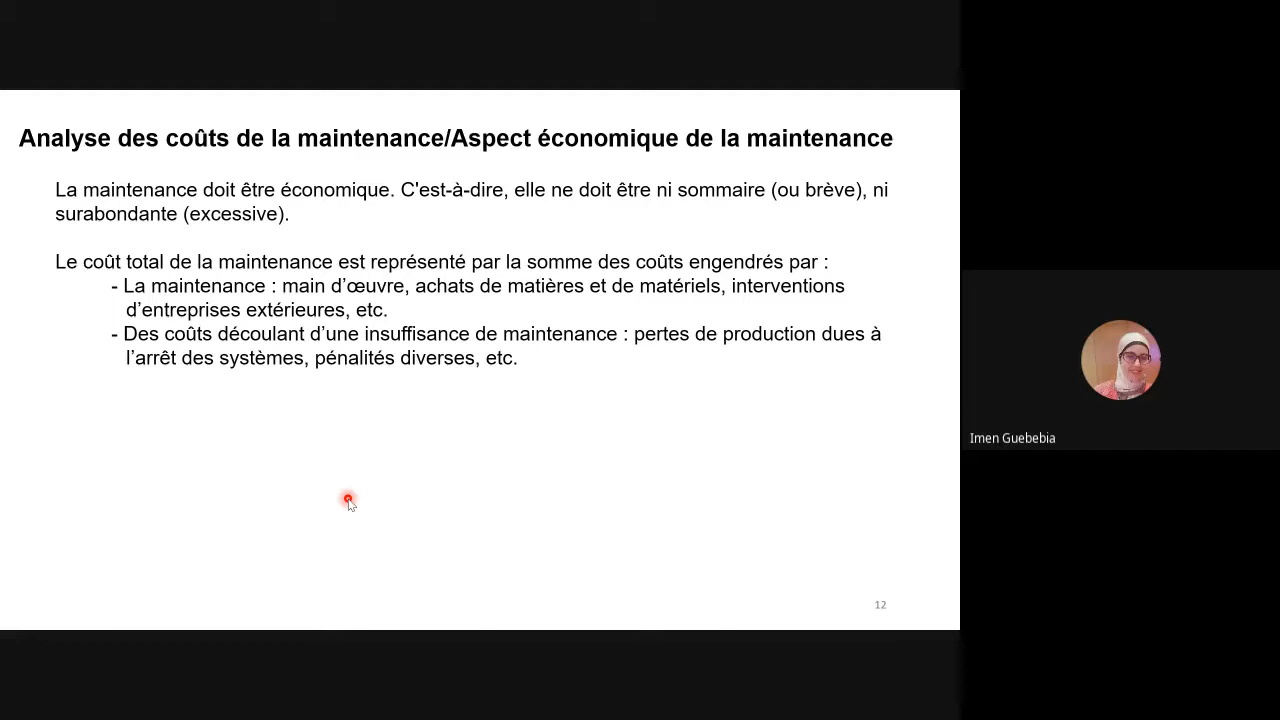 Analyse des coûts de la maintenance/Aspect économique de la maintenance
La maintenance doit être économique. C'est-à-dire, elle ne doit être ni sommaire (ou brève), ni
surabondante (excessive).
Le coût total de la maintenance est représenté par la somme des coûts engendrés par :
- La maintenance : main d’œuvre, achats de matières et de matériels, interventions
d’entreprises extérieures, etc.
- Des coûts découlant d’une insuffisance de maintenance : pertes de production dues à
l’arrêt des systèmes, pénalités diverses, etc.
Imen Guebebia
12